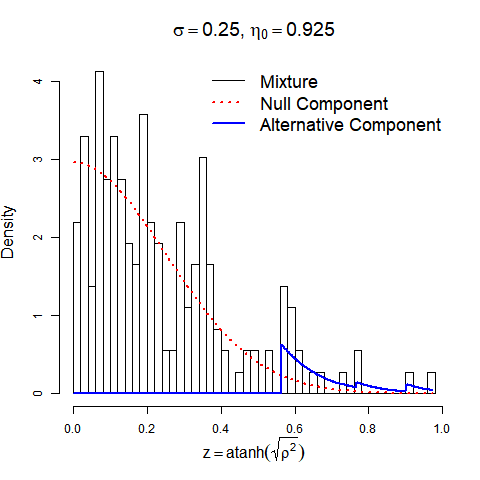 σ = 0.25, η₀ = 0.925
Mixture
Null Component
Alternative Component
Density
4
3
2
1
0
0.0 0.2 0.4 0.6 0.8 1.0
z = atanh(√ρ²)